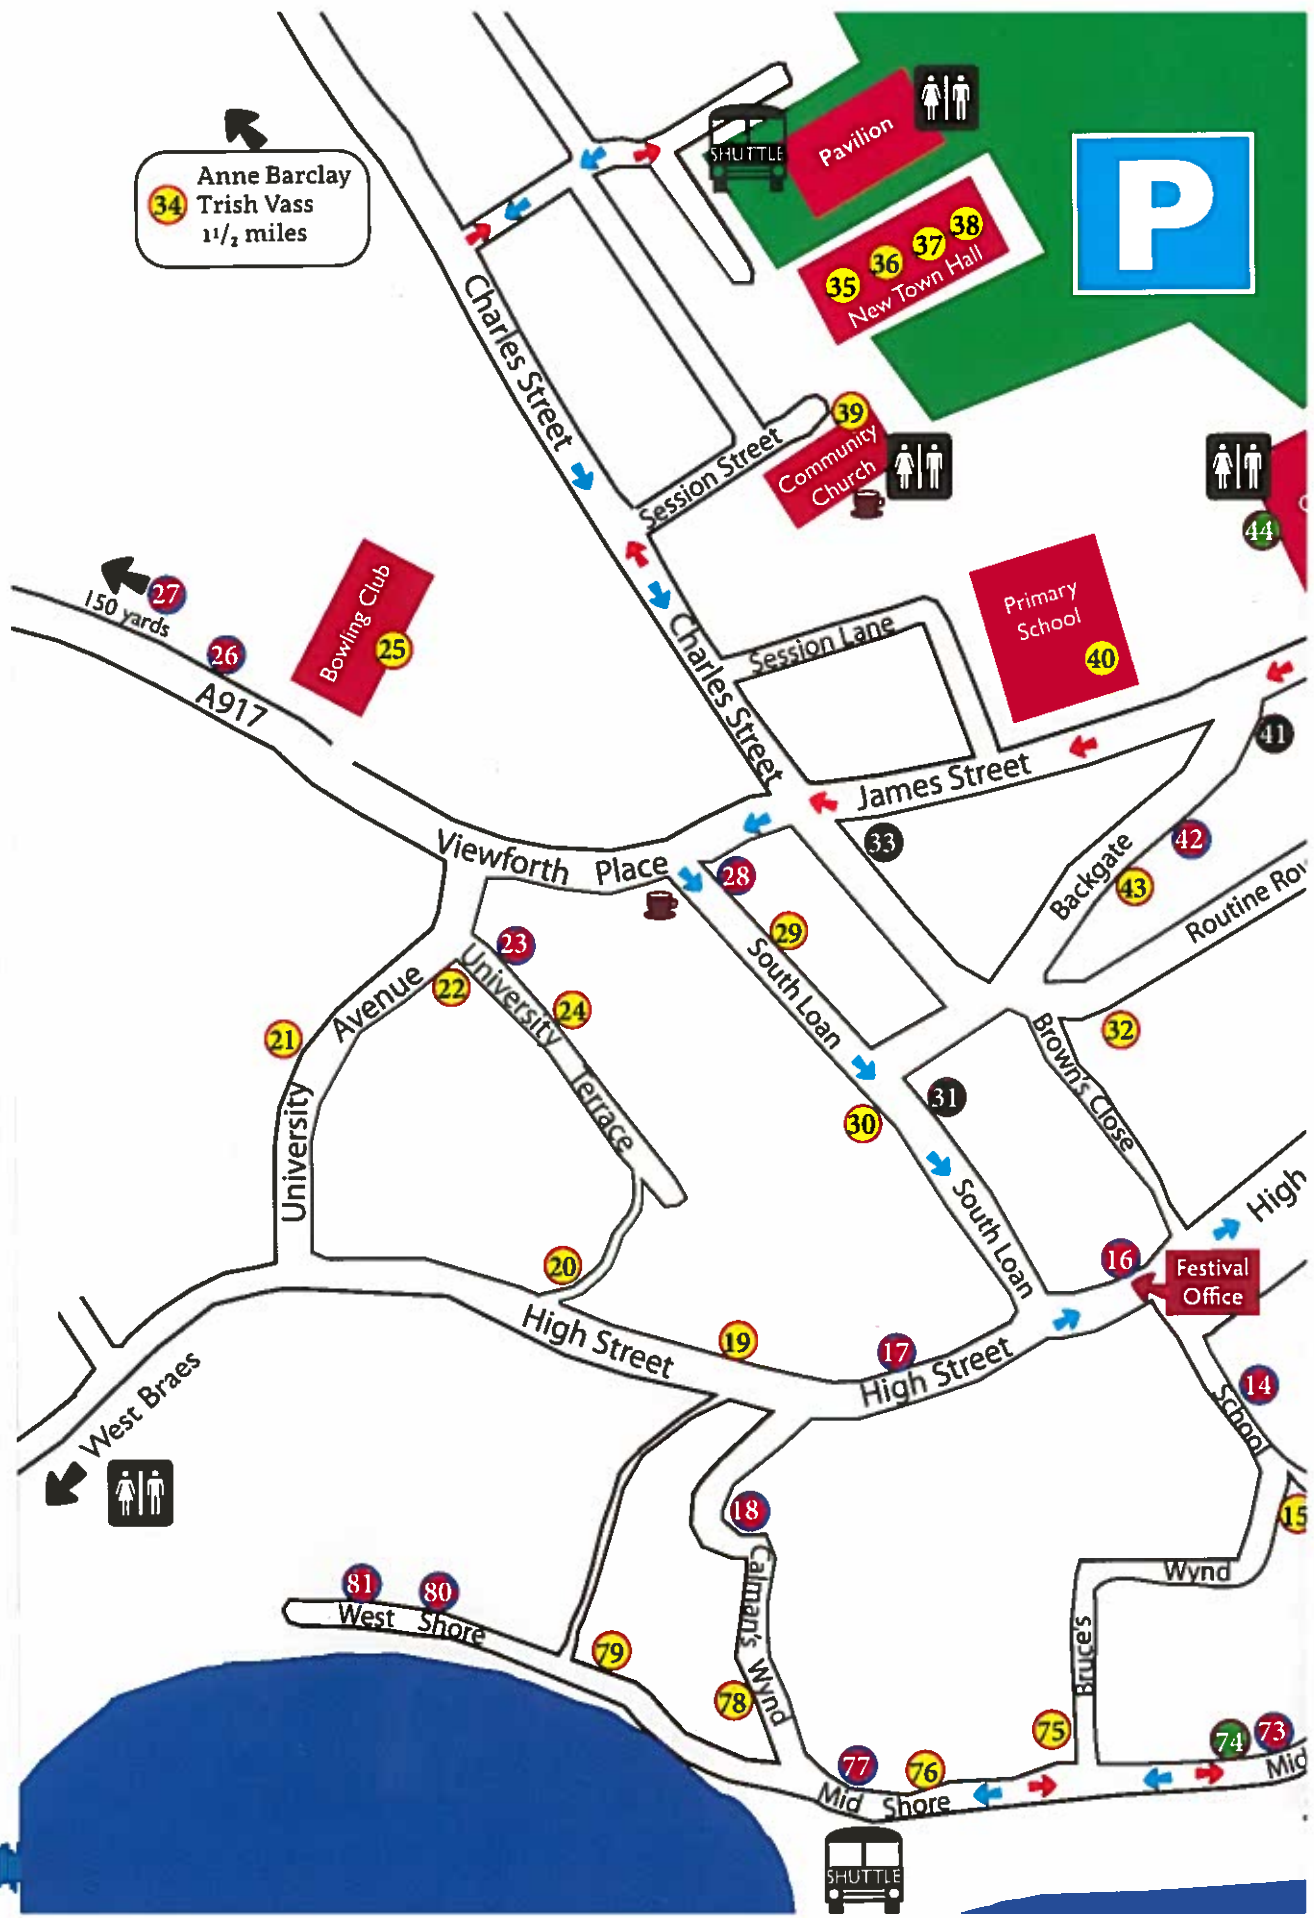 SHUTTLE
Pavilion
P
34
Anne Barclay
Trish Vass
1 1/2 miles
35
36
37
38
New Town Hall
Charles Street
39
Community
Church
Session Street
44
27
150 yards
26
A917
Bowling Club
25
Primary
School
40
Session Lane
Charles Street
41
James Street
33
Viewforth Place
28
42
43
Backgate
Routine Ro
29
South Loan
23
22
University
24
Terrace
21
Avenue
University
32
Brown's Close
31
30
South Loan
High
16
Festival
Office
20
High Street
19
17
High Street
14
School
West Braes
18
15
Wynd
Calman's Wynd
81
80
West Shore
79
78
Bruce's
75
74
73
Mid
77
76
Mid Shore
SHUTTLE